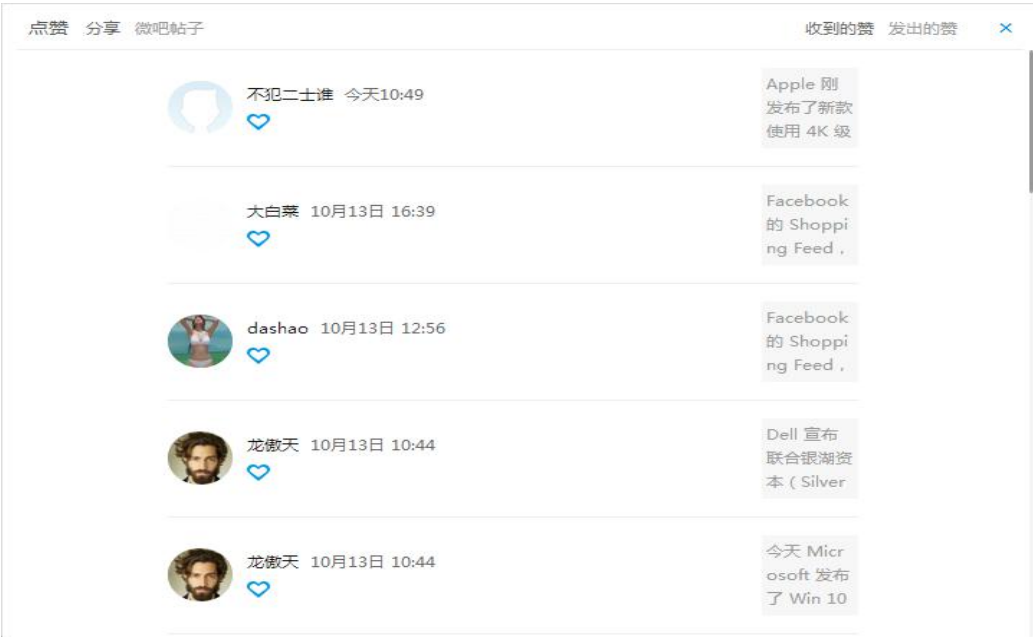 点赞 分享 微吧帖子 收到的赞 发出的赞 ×
不犯二士谁 今天10:49
Apple 刚
发布了新款
使用 4K 级
大白菜 10月13日 16:39
Facebook
的 Shoppi
ng Feed，
dashao 10月13日 12:56
Facebook
的 Shoppi
ng Feed，
龙傲天 10月13日 10:44
Dell 宣布
联合银湖资
本（Silver
龙傲天 10月13日 10:44
今天 Micr
osoft 发布
了 Win 10